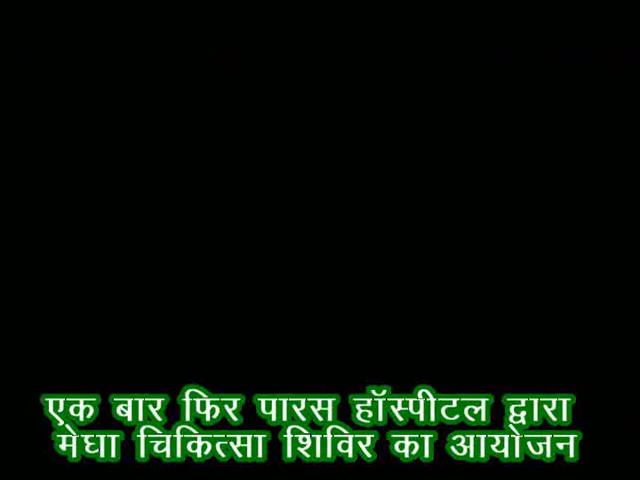 एक बार फिर पारस हॉस्पीटल द्वारा
मेघा चिकित्सा शिविर का आयोजन